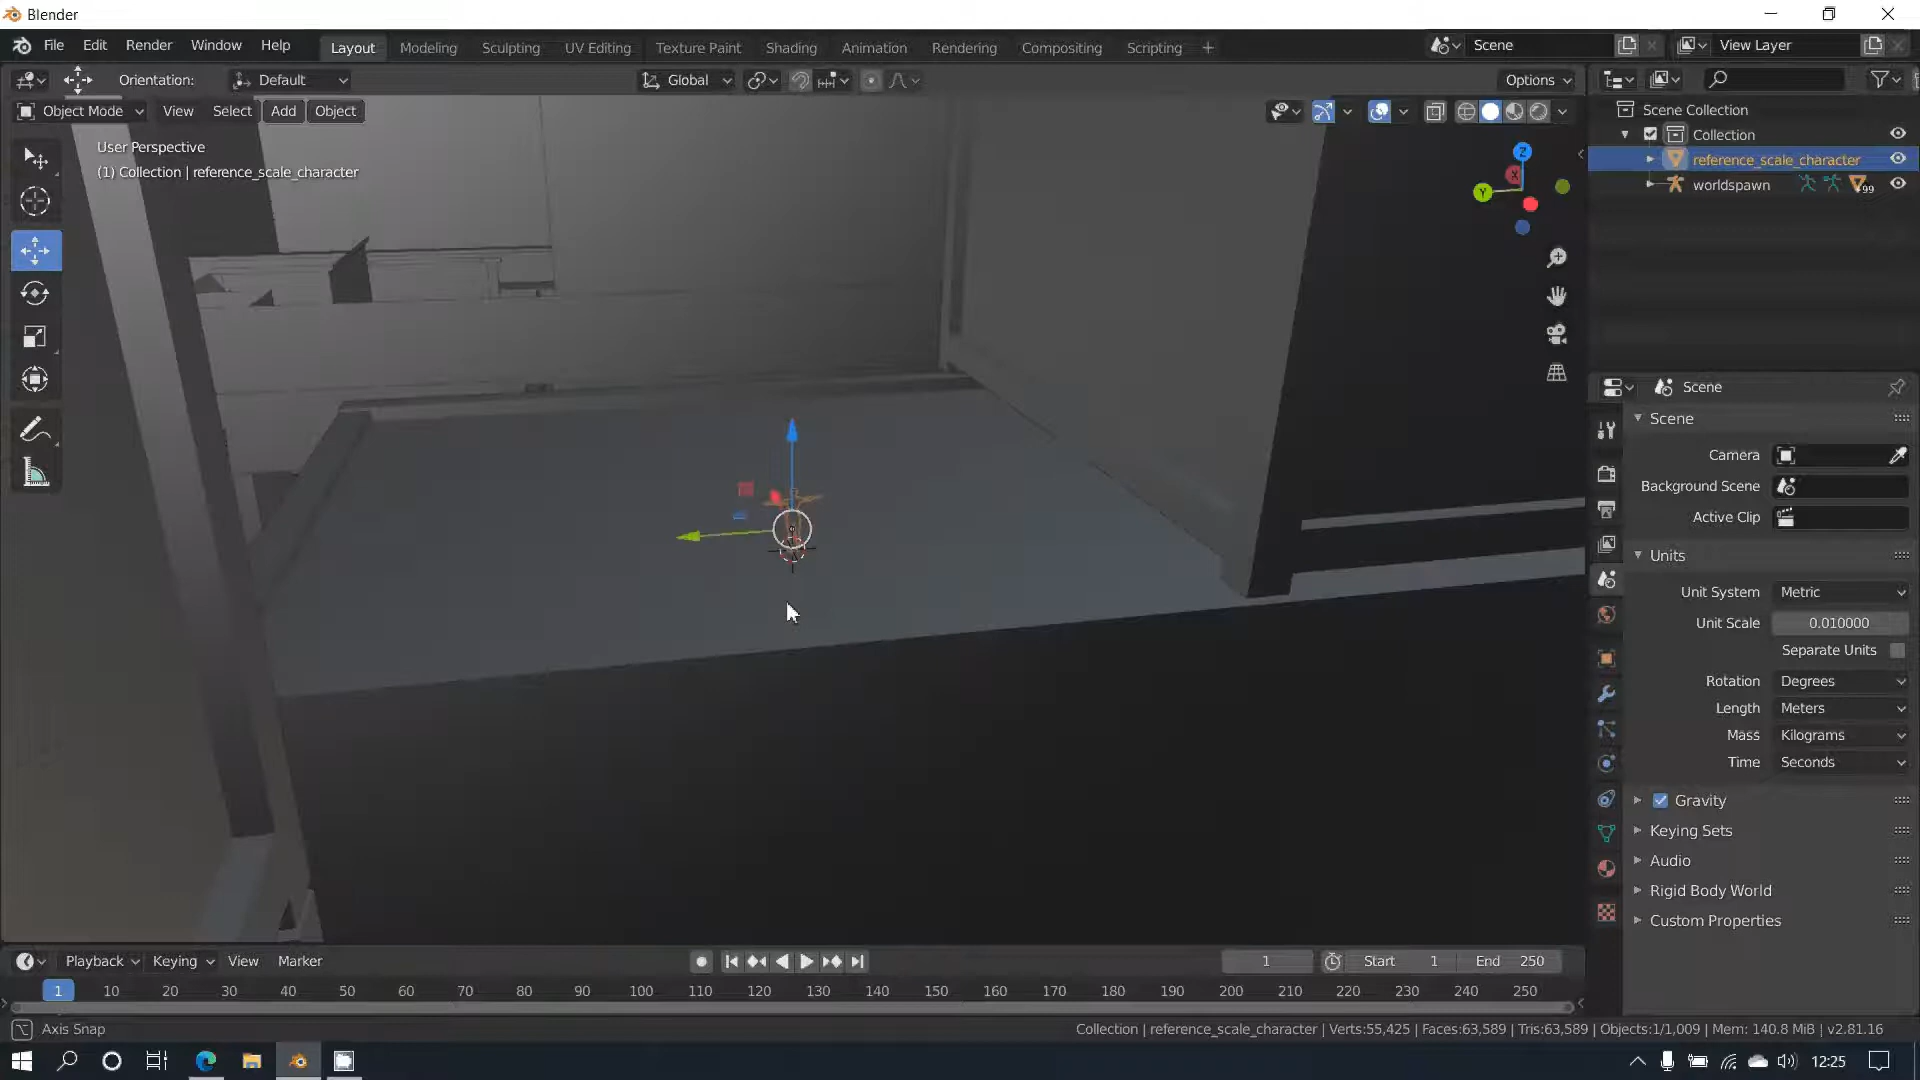 Blender
File Edit Render Window Help Layout Modeling Sculpting UV Editing Texture Paint Shading Animation Rendering Compositing Scripting + Scene View Layer
Orientation: Default Global Options
Object Mode View Select Add Object
Scene Collection
Collection
reference_scale_character
worldspawn 99
User Perspective
(1) Collection | reference_scale_character
Z
X
Y
Scene
Scene
Camera
Background Scene
Active Clip
Units
Unit System Metric
Unit Scale 0.010000
Separate Units
Rotation Degrees
Length Meters
Mass Kilograms
Time Seconds
Gravity
Keying Sets
Audio
Rigid Body World
Custom Properties
Playback Keying View Marker 1 Start 1 End 250
1 10 20 30 40 50 60 70 80 90 100 110 120 130 140 150 160 170 180 190 200 210 220 230 240 250
Axis Snap Collection | reference_scale_character | Verts:55,425 | Faces:63,589 | Tris:63,589 | Objects:1/1,009 | Mem: 140.8 MiB | v2.81.16
12:25